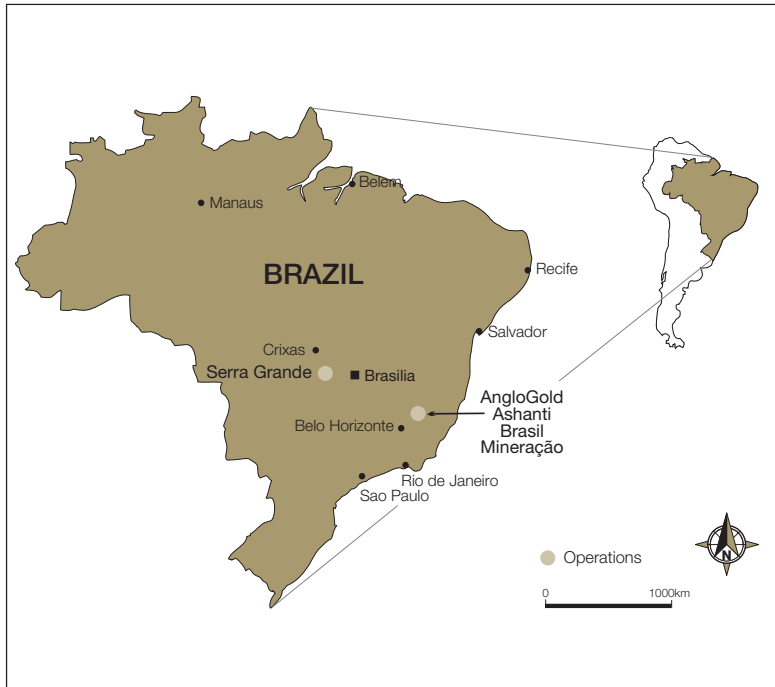 Belem
Manaus
BRAZIL
Recife
Salvador
Crixas
Serra Grande
Brasilia
AngloGold
Ashanti
Brasil
Mineração
Belo Horizonte
Rio de Janeiro
Sao Paulo
N
Operations
0 1000km